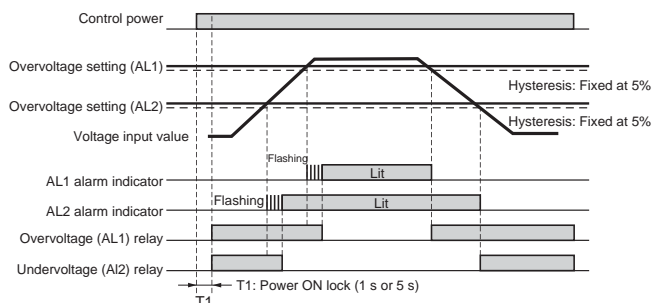 Control power
Overvoltage setting (AL1)
Hysteresis: Fixed at 5%
Overvoltage setting (AL2)
Hysteresis: Fixed at 5%
Voltage input value
Flashing
Lit
AL1 alarm indicator
Flashing
Lit
AL2 alarm indicator
Overvoltage (AL1) relay
Undervoltage (Al2) relay
T1: Power ON lock (1 s or 5 s)
T1